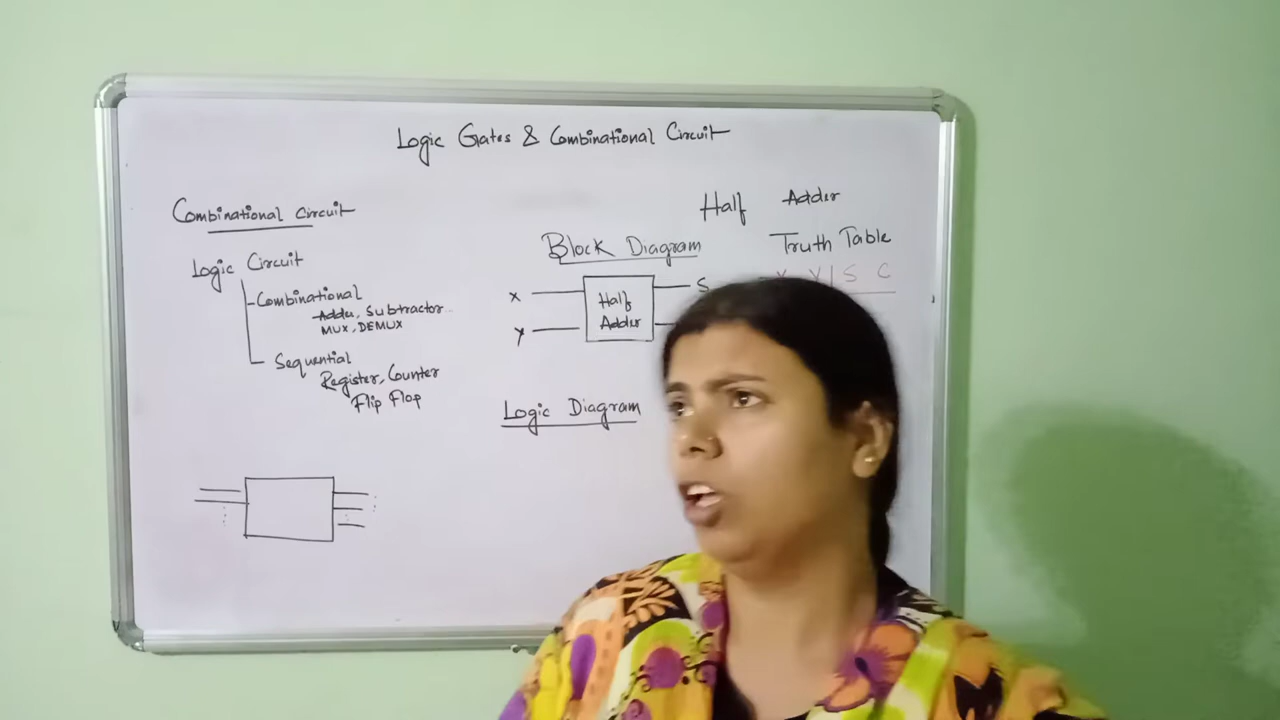 Logic Gates & Combinational Circuit
Combinational Circuit
Logic Circuit
Combinational
Adder, Subtractor
MUX, DEMUX
Sequential
Register, Counter
Flip Flop
Half Adder
Block Diagram
X
Y
Half
Adder
S
Logic Diagram
Truth Table
X Y | S C